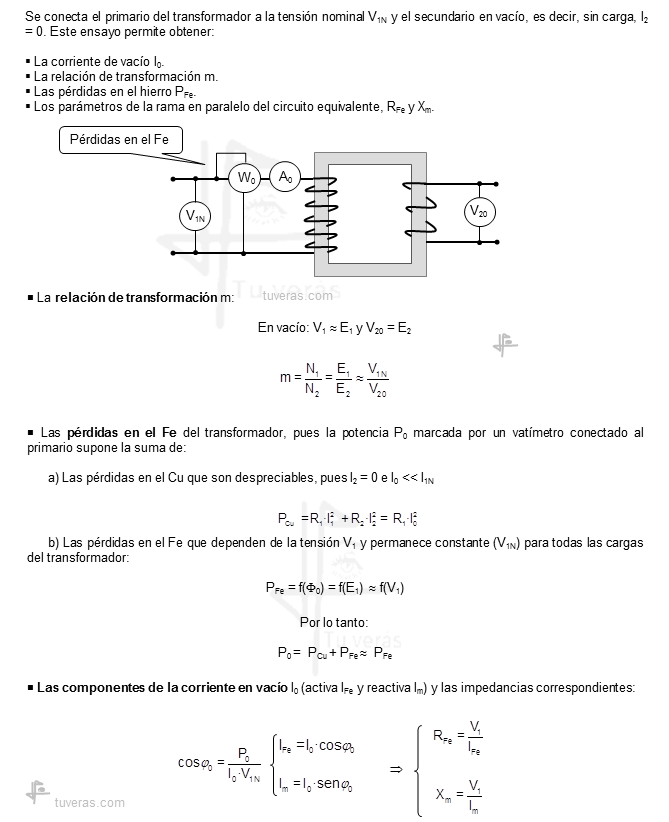 Se conecta el primario del transformador a la tensión nominal V1N y el secundario en vacío, es decir, sin carga, I2
= 0. Este ensayo permite obtener:
▪ La corriente de vacío I0.
▪ La relación de transformación m.
▪ Las pérdidas en el hierro PFe.
▪ Los parámetros de la rama en paralelo del circuito equivalente, RFe y Xm.
Pérdidas en el Fe
W0
A0
V1N
V20
Tuveras
▪ La relación de transformación m:
tuveras.com
En vacío: V1 ≈ E1 y V20 = E2
m = N1/N2 = E1/E2 ≈ V1N/V20
▪ Las pérdidas en el Fe del transformador, pues la potencia P0 marcada por un vatímetro conectado al
primario supone la suma de:
a) Las pérdidas en el Cu que son despreciables, pues I2 = 0 e I0 << I1N
PCu = R1·I1² + R2·I2² = R1·I0²
b) Las pérdidas en el Fe que dependen de la tensión V1 y permanece constante (V1N) para todas las cargas
del transformador:
PFe = f(Φ0) = f(E1) ≈ f(V1)
Por lo tanto:
Tuveras
P0 = PCu + PFe ≈ PFe
▪ Las componentes de la corriente en vacío I0 (activa IFe y reactiva Im) y las impedancias correspondientes:
cosφ0 = P0/(I0·V1N) { IFe = I0·cosφ0 ⇒ { RFe = V1/IFe
Im = I0·senφ0
Xm = V1/Im
tuveras.com